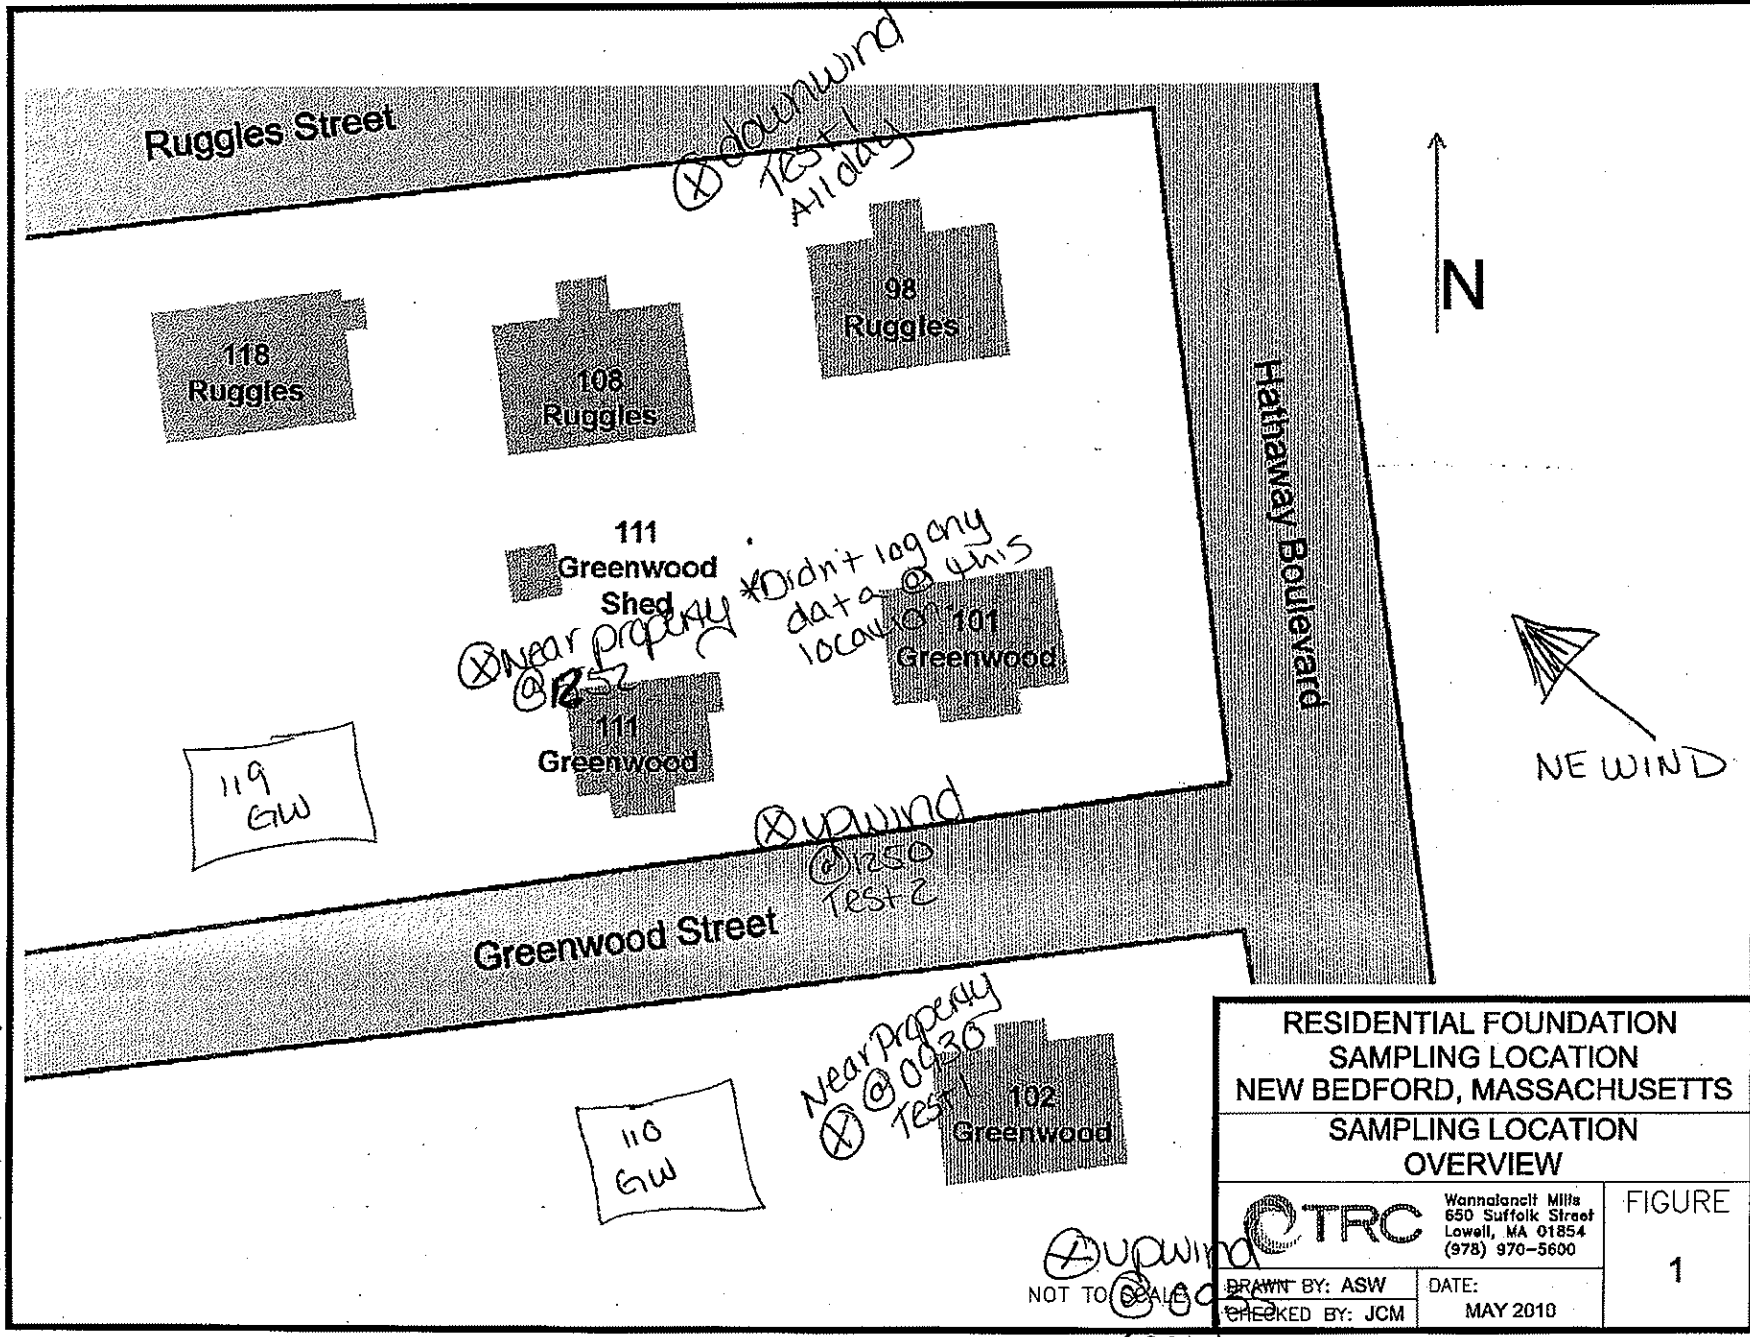 Ruggles Street
downwind
Test 1
All day
98
Ruggles
118
Ruggles
108
Ruggles
N
Hathaway Boulevard
111
Greenwood
Shed
*Didn't log any
data @ this
location
Near property
@ 1252
101
Greenwood
111
Greenwood
119
GW
NE WIND
upwind
@1250
Test 2
Greenwood Street
Near Property
@ 0930
Test 1
102
Greenwood
110
GW
upwind
NOT TO SCALE
RESIDENTIAL FOUNDATION
SAMPLING LOCATION
NEW BEDFORD, MASSACHUSETTS
SAMPLING LOCATION
OVERVIEW
TRC
Wannalancit Mills
650 Suffolk Street
Lowell, MA 01854
(978) 970-5600
FIGURE
1
DRAWN BY: ASW
CHECKED BY: JCM
DATE:
MAY 2010